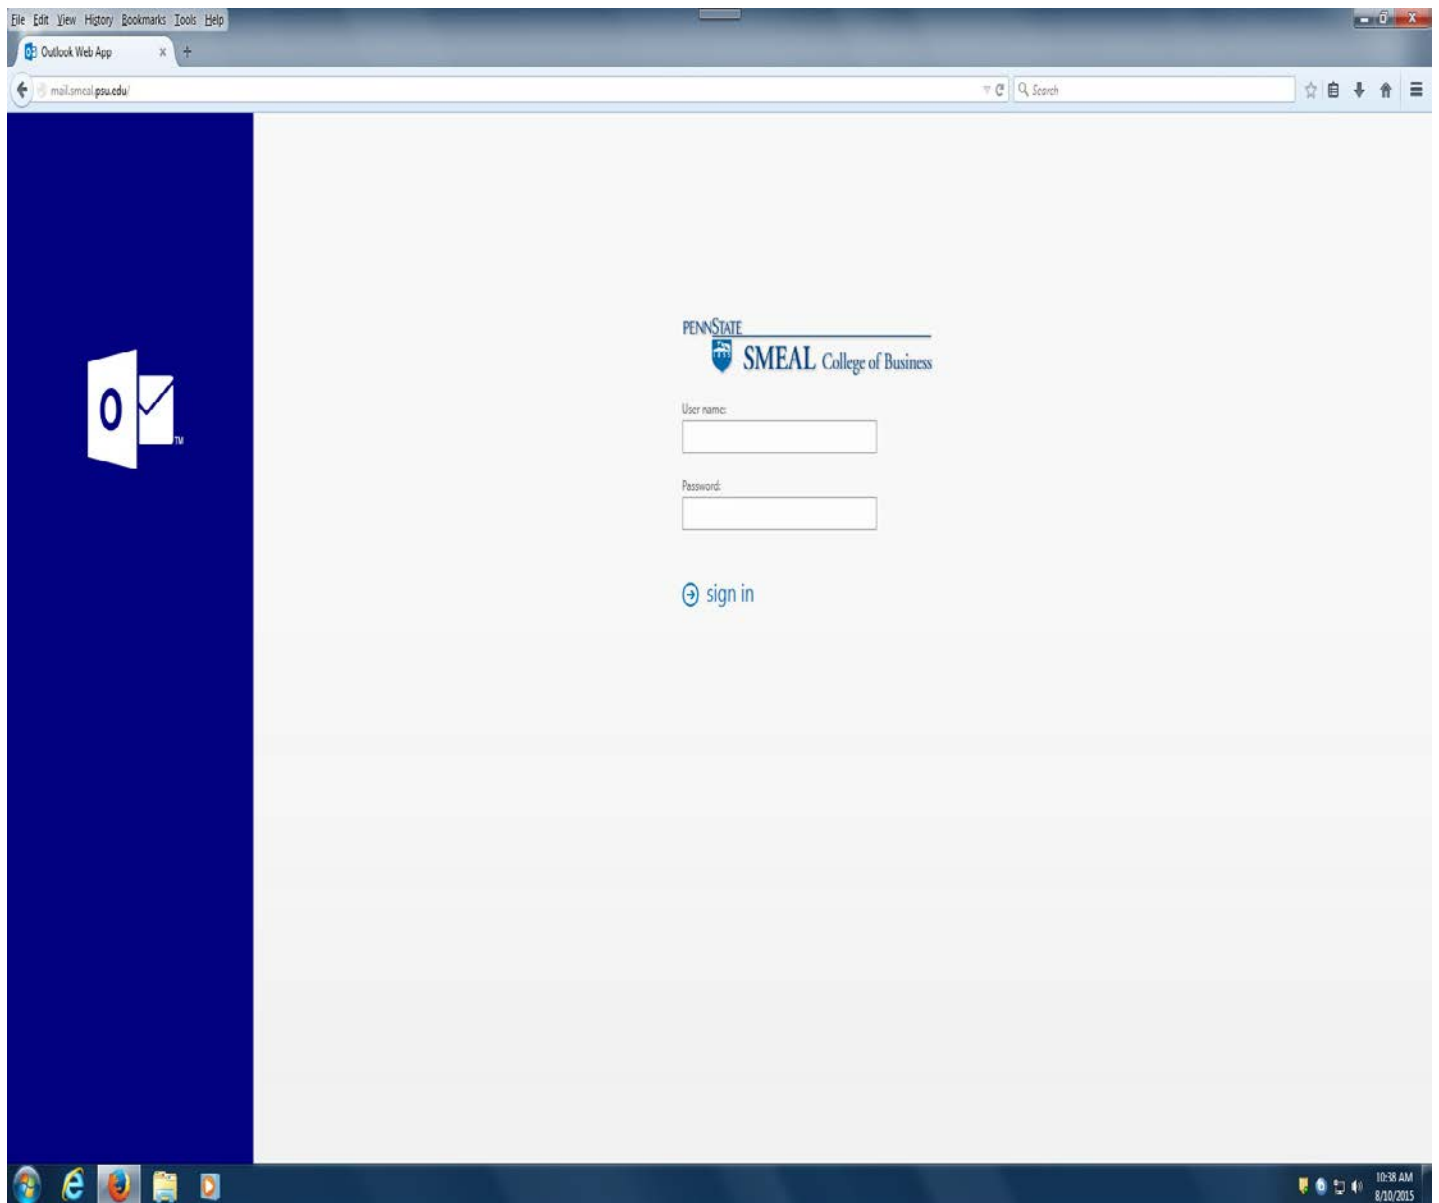 File Edit View History Bookmarks Tools Help
Outlook Web App
mail.smeal.psu.edu/
Search
PENNSTATE
SMEAL College of Business
O
TM
User name:
Password:
sign in
10:38 AM
8/10/2015